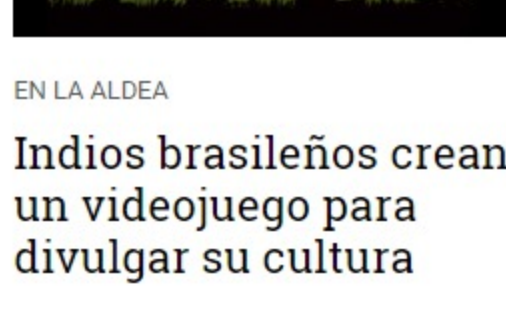 EN LA ALDEA
Indios brasileños crean
un videojuego para
divulgar su cultura